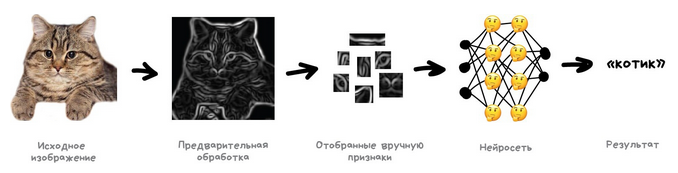 «котик»
Исходное
изображение
Предварительная
обработка
Отобранные вручную
признаки
Нейросеть
Результат